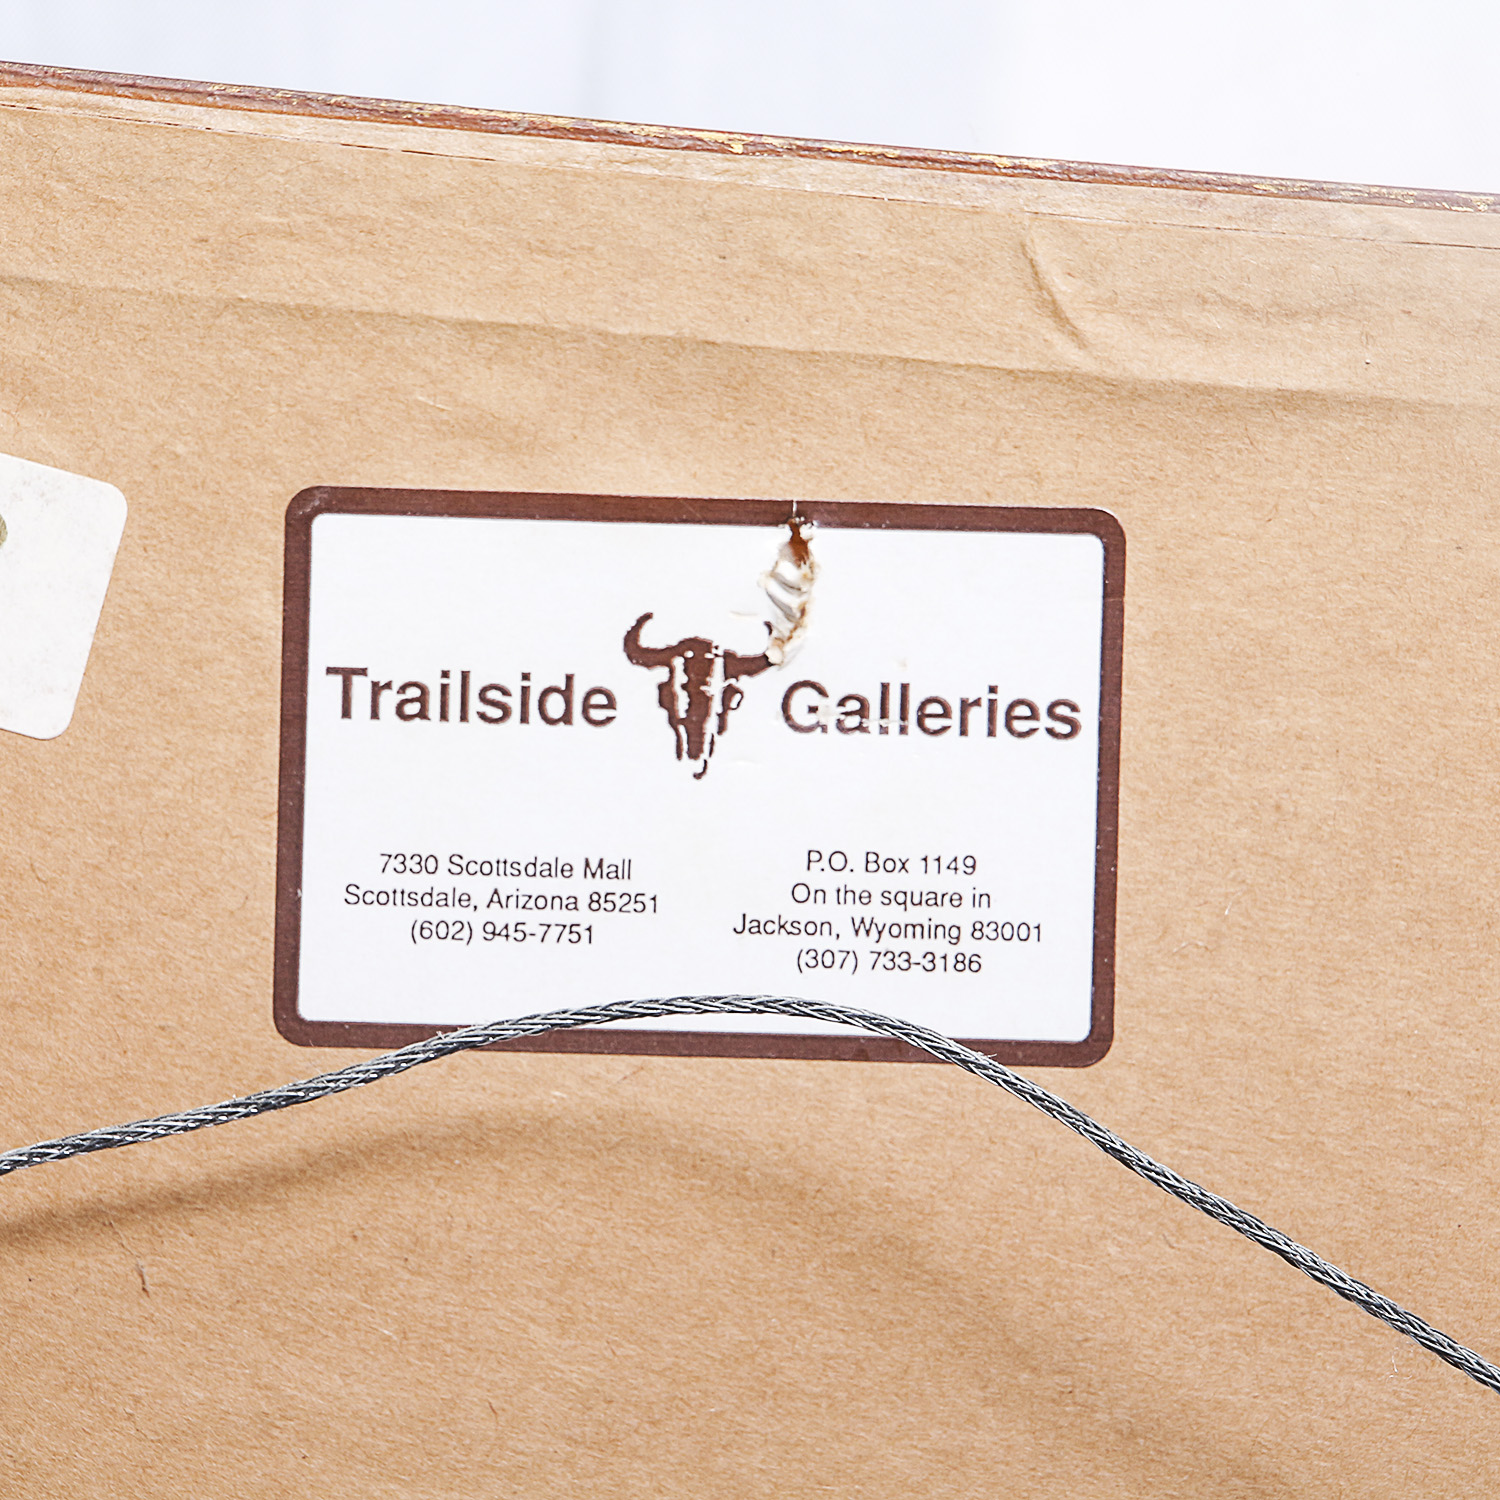 Trailside Galleries
7330 Scottsdale Mall
Scottsdale, Arizona 85251
(602) 945-7751
P.O. Box 1149
On the square in
Jackson, Wyoming 83001
(307) 733-3186